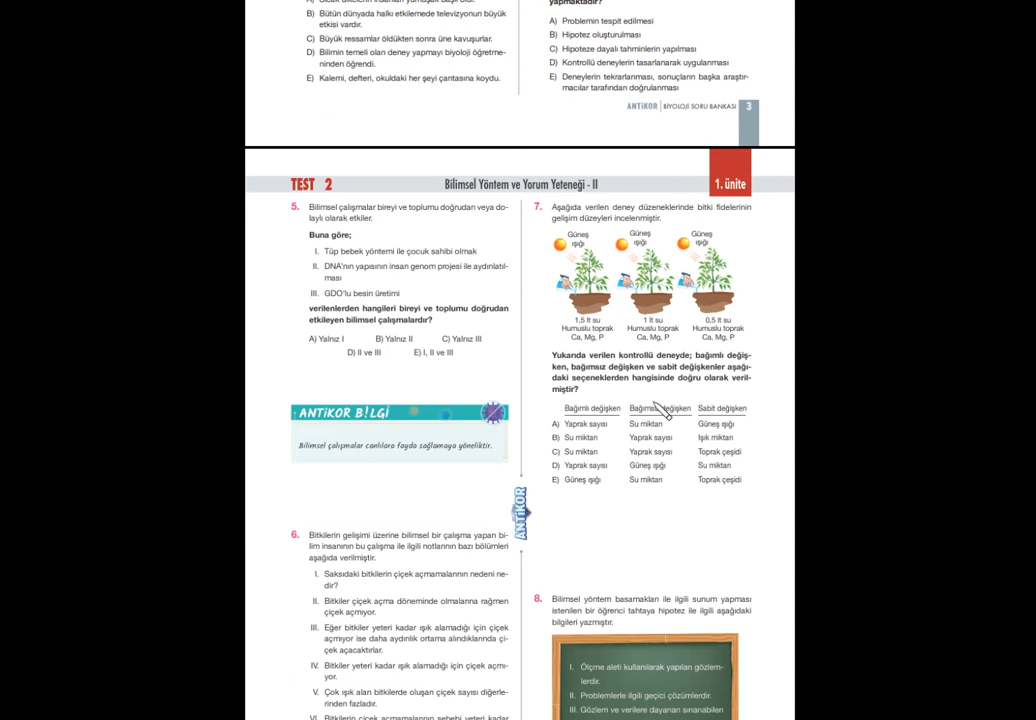 B) Bütün dünyada halkı etkilemede televizyonun büyük
etkisi vardır.
C) Büyük ressamlar öldükten sonra üne kavuşurlar.
D) Bilimin temeli olan deney yapmayı biyoloji öğretme-
ninden öğrendi.
E) Kalemi, defteri, okuldaki her şeyi çantasına koydu.
yapmaktadır?
A) Problemin tespit edilmesi
B) Hipotez oluşturulması
C) Hipoteze dayalı tahminlerin yapılması
D) Kontrollü deneylerin tasarlanarak uygulanması
E) Deneylerin tekrarlanması, sonuçların başka araştır-
macılar tarafından doğrulanması
ANTİKOR BİYOLOJİ SORU BANKASI 3
TEST 2
Bilimsel Yöntem ve Yorum Yeteneği - II
1. ünite
5. Bilimsel çalışmalar bireyi ve toplumu doğrudan veya do-
laylı olarak etkiler.
Buna göre;
I. Tüp bebek yöntemi ile çocuk sahibi olmak
II. DNA'nın yapısının insan genom projesi ile aydınlatıl-
ması
III. GDO'lu besin üretimi
verilenlerden hangileri bireyi ve toplumu doğrudan
etkileyen bilimsel çalışmalardır?
A) Yalnız I B) Yalnız II C) Yalnız III
D) II ve III E) I, II ve III
ANTİKOR B!LGİ
Bilimsel çalışmalar canlılara fayda sağlamaya yöneliktir.
6. Bitkilerin gelişimi üzerine bilimsel bir çalışma yapan bi-
lim insanının bu çalışma ile ilgili notlarının bazı bölümleri
aşağıda verilmiştir.
I. Saksıdaki bitkilerin çiçek açmamalarının nedeni ne-
dir?
II. Bitkiler çiçek açma döneminde olmalarına rağmen
çiçek açmıyor.
III. Eğer bitkiler yeteri kadar ışık alamadığı için çiçek
açmıyor ise daha aydınlık ortama alındıklarında çi-
çek açacaktırlar.
IV. Bitkiler yeteri kadar ışık alamadığı için çiçek açmı-
yor.
V. Çok ışık alan bitkilerde oluşan çiçek sayısı diğerle-
rinden fazladır.
VI. Bitkilerin çiçek açmamalarının sebebi yeteri kadar
ANTİKOR
7. Aşağıda verilen deney düzeneklerinde bitki fidelerinin
gelişim düzeyleri incelenmiştir.
Güneş Güneş Güneş
ışığı ışığı ışığı
1,5 lt su 1 lt su 0,5 lt su
Humuslu toprak Humuslu toprak Humuslu toprak
Ca, Mg, P Ca, Mg, P Ca, Mg, P
Yukarıda verilen kontrollü deneyde; bağımlı değiş-
ken, bağımsız değişken ve sabit değişkenler aşağı-
daki seçeneklerden hangisinde doğru olarak veril-
miştir?
Bağımlı değişken Bağımsız değişken Sabit değişken
A) Yaprak sayısı Su miktarı Güneş ışığı
B) Su miktarı Yaprak sayısı Işık miktarı
C) Su miktarı Yaprak sayısı Toprak çeşidi
D) Yaprak sayısı Güneş ışığı Su miktarı
E) Güneş ışığı Su miktarı Toprak çeşidi
8. Bilimsel yöntem basamakları ile ilgili sunum yapması
istenilen bir öğrenci tahtaya hipotez ile ilgili aşağıdaki
bilgileri yazmıştır.
I. Ölçme aleti kullanılarak yapılan gözlem-
lerdir.
II. Problemlerle ilgili geçici çözümlerdir.
III. Gözlem ve verilere dayanan sınanabilen